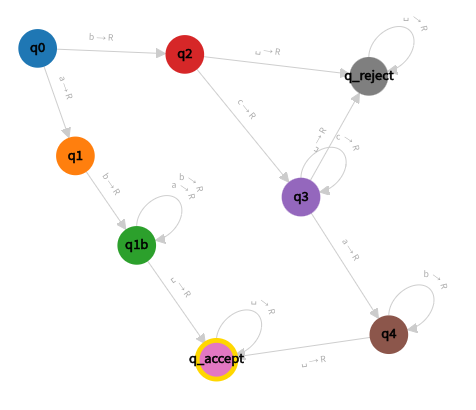 q0
b → R
q2
␣ → R
q_reject
␣ → R
a → R
c → R
q1
b → R
␣ → R
c → R
q3
b → R
a → R
q1b
a → R
␣ → R
␣ → R
b → R
q4
q_accept
␣ → R